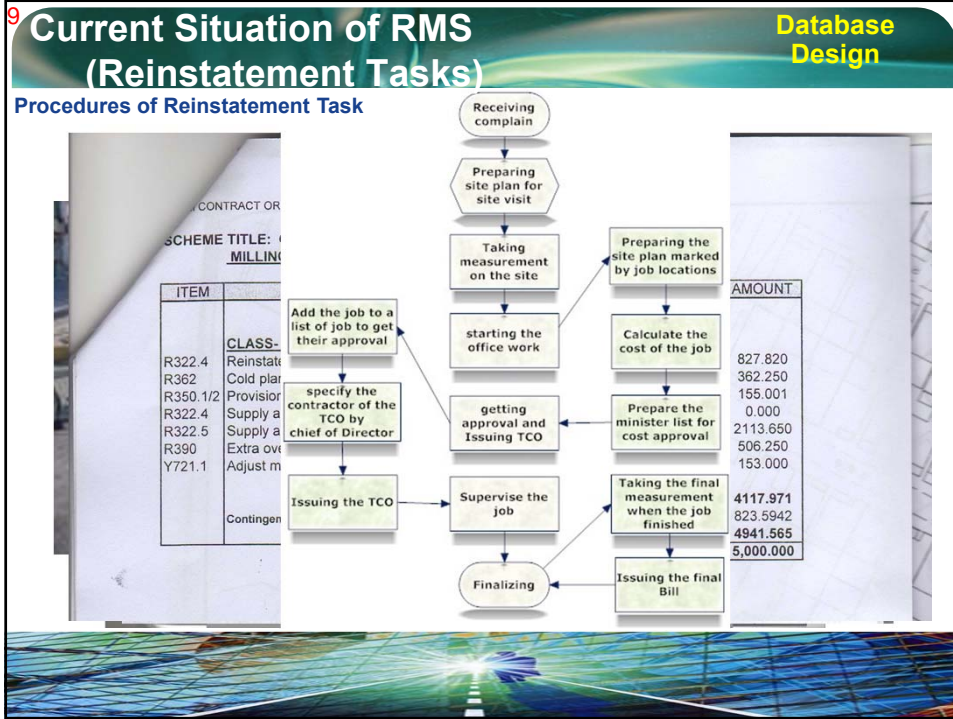 9
Current Situation of RMS
(Reinstatement Tasks)
Database
Design
Procedures of Reinstatement Task
Receiving
complain
Preparing
site plan for
site visit
Taking
measurement
on the site
starting the
office work
Preparing the
site plan marked
by job locations
Calculate the
cost of the job
Prepare the
minister list for
cost approval
getting
approval and
Issuing TCO
Add the job to a
list of job to get
their approval
specify the
contractor of the
TCO by
chief of Director
Issuing the TCO
Supervise the
job
Finalizing
Taking the final
measurement
when the job
finished
Issuing the final
Bill
CONTRACT OR
SCHEME TITLE:
MILLING
ITEM
AMOUNT
CLASS-
R322.4 Reinstate 827.820
R362 Cold plan 362.250
R350.1/2 Provision 155.001
R322.4 Supply a 0.000
R322.5 Supply a 2113.650
R390 Extra ove 506.250
Y721.1 Adjust m 153.000
4117.971
Contingen 823.5942
4941.565
5,000.000